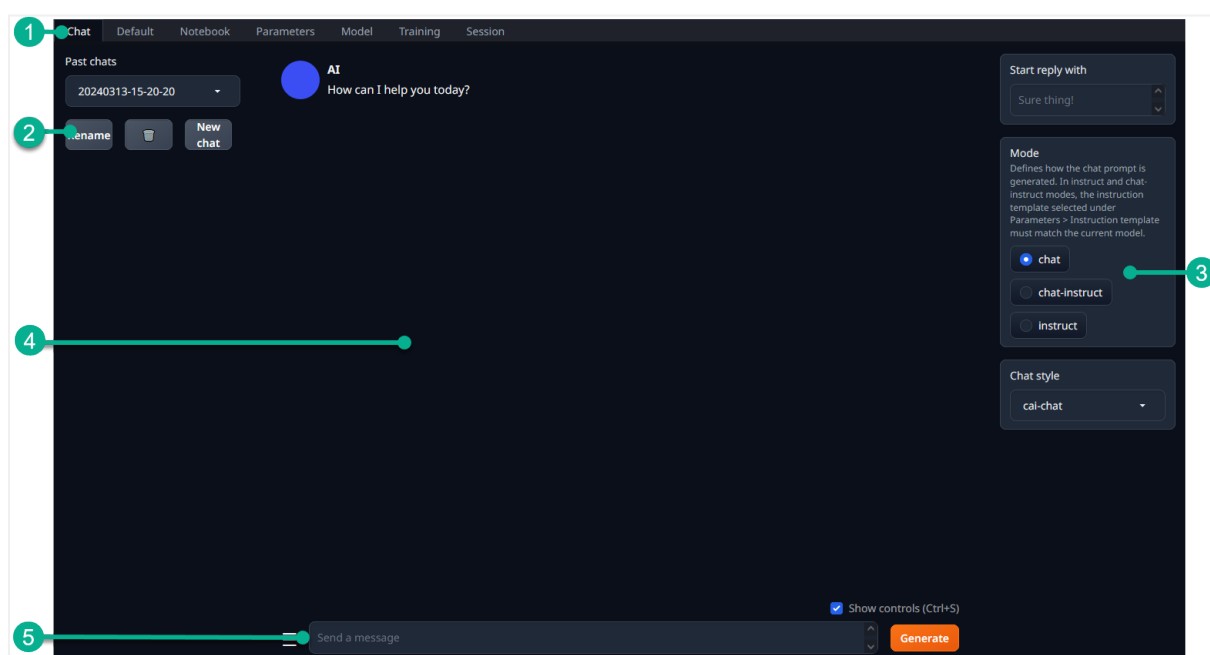 1
Chat Default Notebook Parameters Model Training Session
Past chats
20240313-15-20-20
2
Rename
New
chat
AI
How can I help you today?
Start reply with
Sure thing!
Mode
Defines how the chat prompt is
generated. In instruct and chat-
instruct modes, the instruction
template selected under
Parameters > Instruction template
must match the current model.
chat
3
chat-instruct
instruct
4
Chat style
cai-chat
Show controls (Ctrl+S)
5
Send a message
Generate